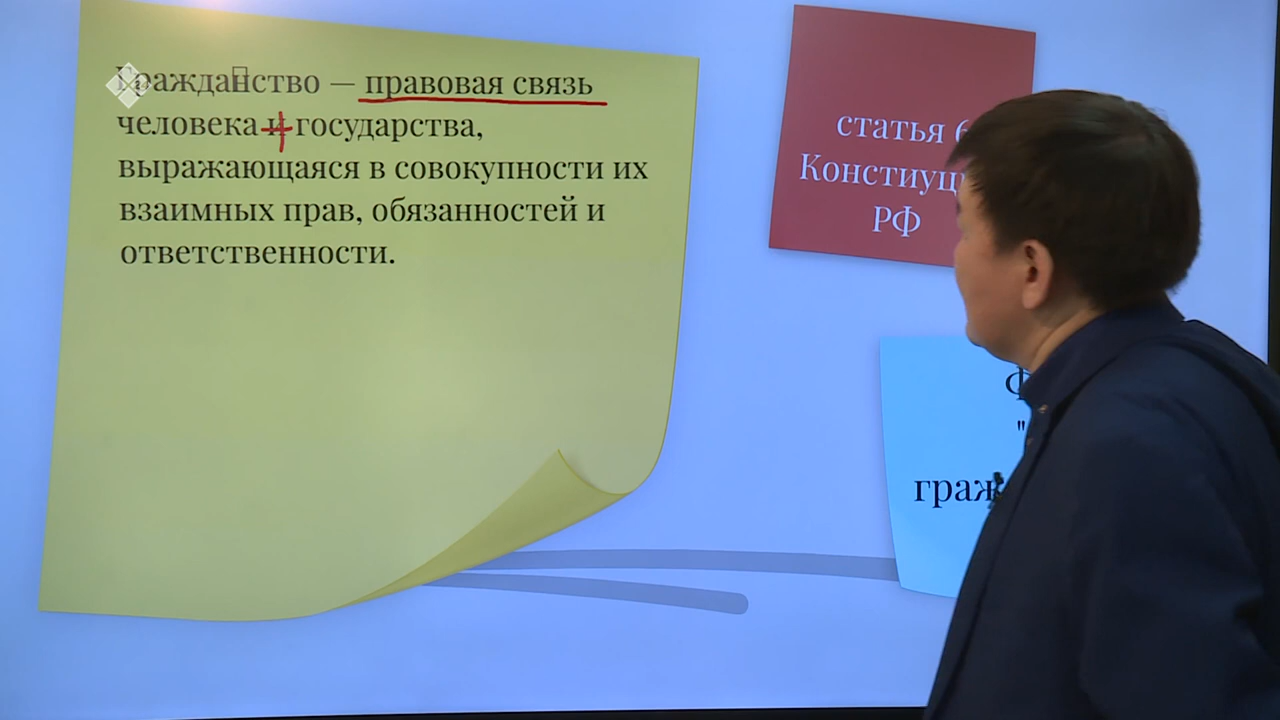 Гражданство — правовая связь
человека и государства,
выражающаяся в совокупности их
взаимных прав, обязанностей и
ответственности.
статья 6
Констиуц
РФ
Ф
"
граж